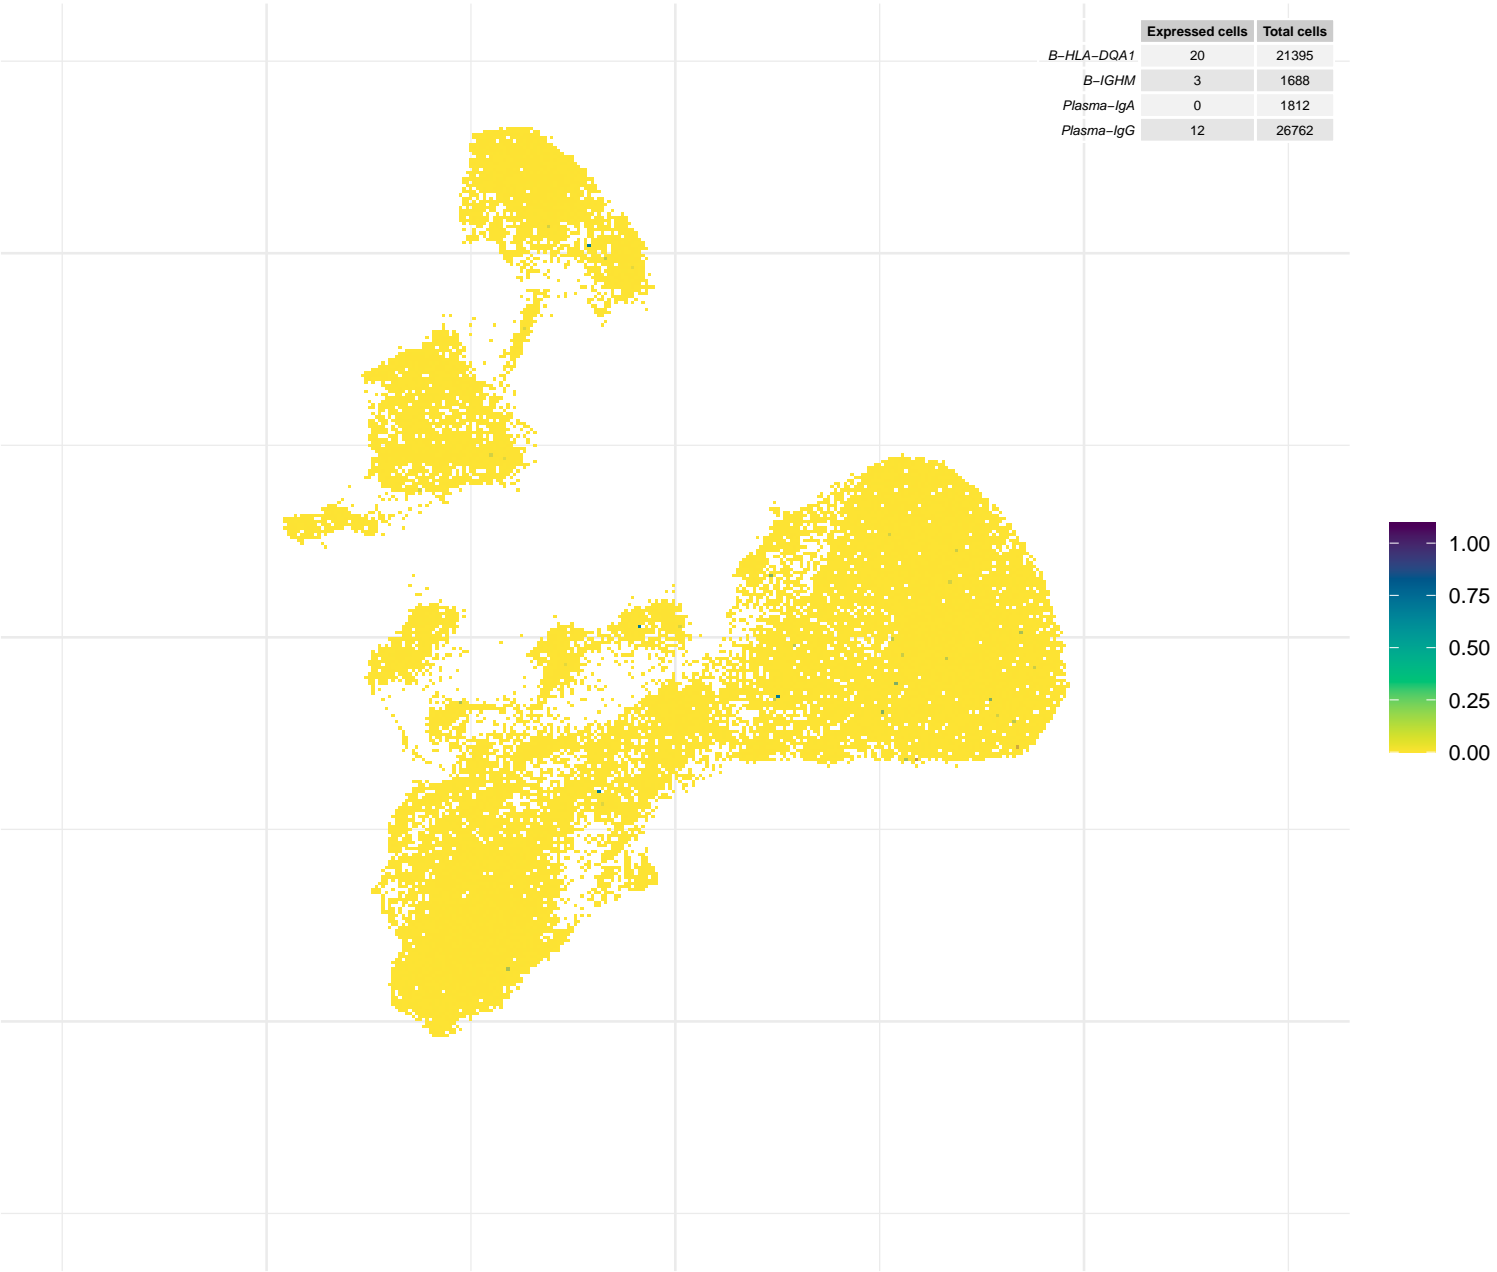 Expressed cells Total cells
B−HLA−DQA1 20 21395
B−IGHM 3 1688
Plasma−IgA 0 1812
Plasma−IgG 12 26762
1.00
0.75
0.50
0.25
0.00